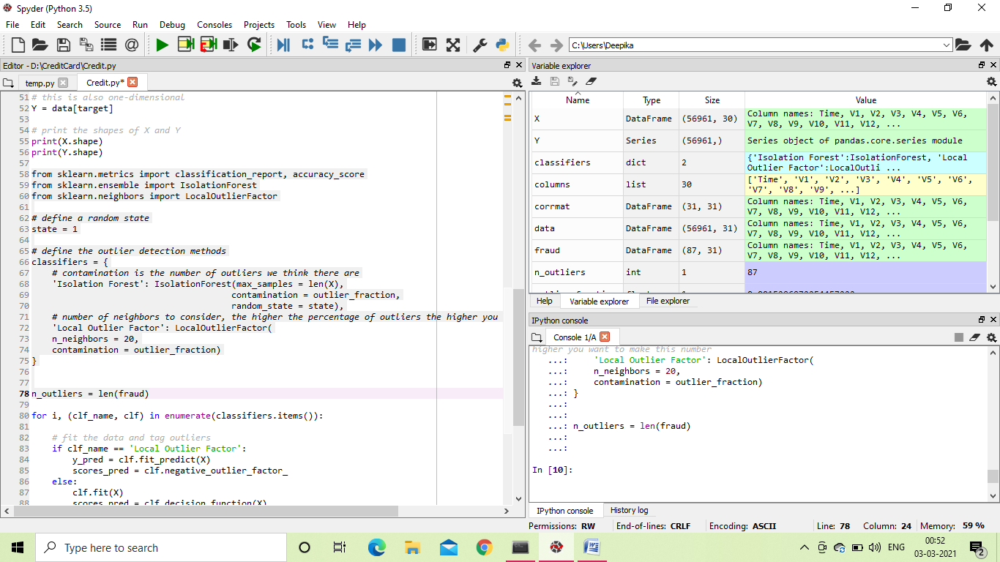 Spyder (Python 3.5)
File Edit Search Source Run Debug Consoles Projects Tools View Help
C:\Users\Deepika
Editor - D:\CreditCard\Credit.py
temp.py
Credit.py*
51 # this is also one-dimensional
52 Y = data[target]
53
54 # print the shapes of X and Y
55 print(X.shape)
56 print(Y.shape)
57
58 from sklearn.metrics import classification_report, accuracy_score
59 from sklearn.ensemble import IsolationForest
60 from sklearn.neighbors import LocalOutlierFactor
61
62 # define a random state
63 state = 1
64
65 # define the outlier detection methods
66 classifiers = {
67     # contamination is the number of outliers we think there are
68     'Isolation Forest': IsolationForest(max_samples = len(X),
69                                        contamination = outlier_fraction,
70                                        random_state = state),
71     # number of neighbors to consider, the higher the percentage of outliers the higher you
72     'Local Outlier Factor': LocalOutlierFactor(
73     n_neighbors = 20,
74     contamination = outlier_fraction)
75 }
76
77
78 n_outliers = len(fraud)
79
80 for i, (clf_name, clf) in enumerate(classifiers.items()):
81
82     # fit the data and tag outliers
83     if clf_name == 'Local Outlier Factor':
84         y_pred = clf.fit_predict(X)
85         scores_pred = clf.negative_outlier_factor_
86     else:
87         clf.fit(X)
88         scores_pred = clf.decision_function(X)
Variable explorer
Name Type Size Value
X DataFrame (56961, 30) Column names: Time, V1, V2, V3, V4, V5, V6,
V7, V8, V9, V10, V11, V12, ...
Y Series (56961,) Series object of pandas.core.series module
classifiers dict 2 {'Isolation Forest':IsolationForest, 'Local
Outlier Factor':LocalOutli ...
columns list 30 ['Time', 'V1', 'V2', 'V3', 'V4', 'V5', 'V6',
'V7', 'V8', 'V9', ...]
corrmat DataFrame (31, 31) Column names: Time, V1, V2, V3, V4, V5, V6,
V7, V8, V9, V10, V11, V12, ...
data DataFrame (56961, 31) Column names: Time, V1, V2, V3, V4, V5, V6,
V7, V8, V9, V10, V11, V12, ...
fraud DataFrame (87, 31) Column names: Time, V1, V2, V3, V4, V5, V6,
V7, V8, V9, V10, V11, V12, ...
n_outliers int 1 87
Help Variable explorer File explorer
IPython console
Console 1/A
higher you want to make this number
...:     'Local Outlier Factor': LocalOutlierFactor(
...:     n_neighbors = 20,
...:     contamination = outlier_fraction)
...: }
...:
...:
...: n_outliers = len(fraud)
...:
...:
In [10]:
IPython console History log
Permissions: RW End-of-lines: CRLF Encoding: ASCII Line: 78 Column: 24 Memory: 59 %
Type here to search
ENG
00:52
03-03-2021
2